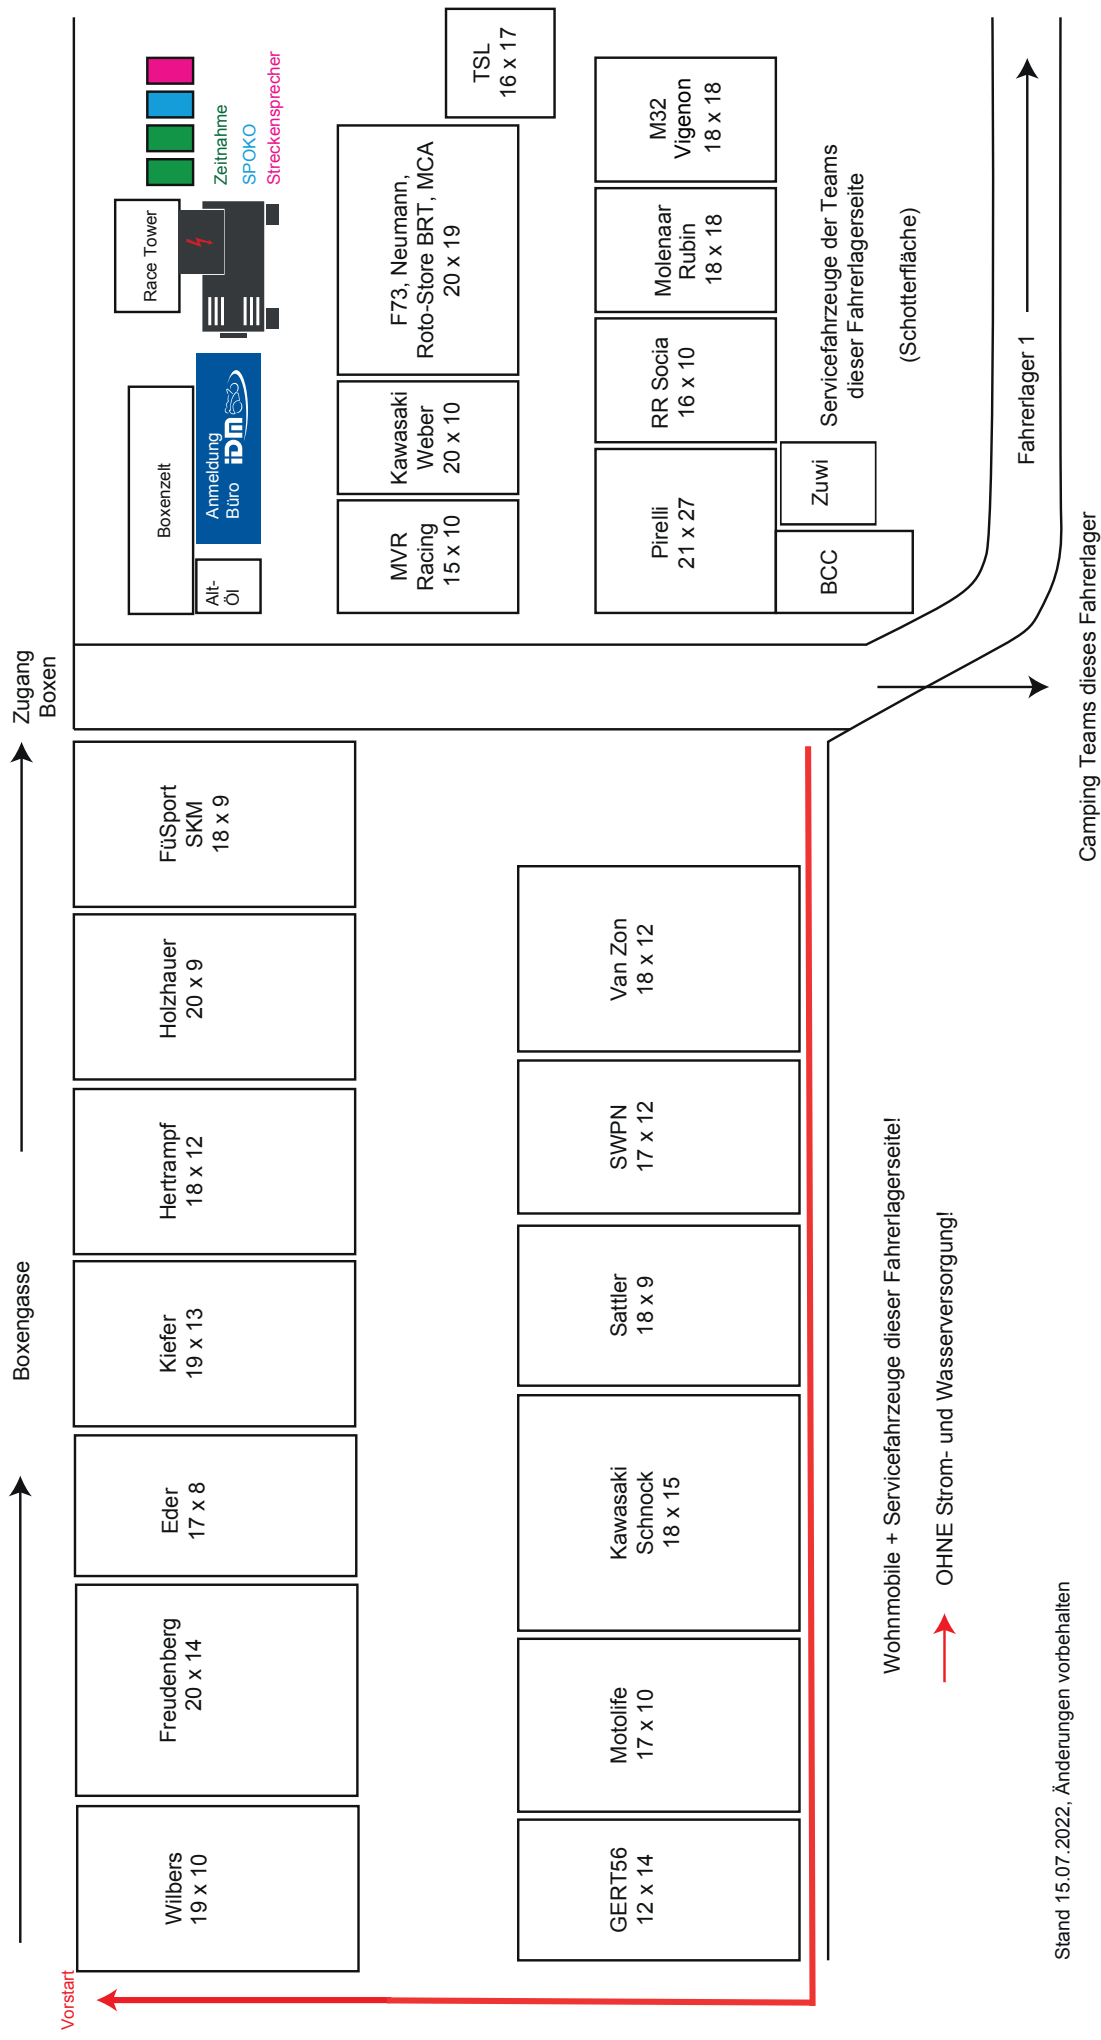 Boxengasse
Zugang
Boxen
Vorstart
Wilbers
19 x 10
Freudenberg
20 x 14
Eder
17 x 8
Kiefer
19 x 13
Hertrampf
18 x 12
Holzhauer
20 x 9
FüSport
SKM
18 x 9
Boxenzelt
Alt-
Öl
Anmeldung
Büro iDM
Race Tower
Zeitnahme
SPOKO
Streckensprecher
MVR
Racing
15 x 10
Kawasaki
Weber
20 x 10
F73, Neumann,
Roto-Store BRT, MCA
20 x 19
TSL
16 x 17
GERT56
12 x 14
Motolife
17 x 10
Kawasaki
Schnock
18 x 15
Sattler
18 x 9
SWPN
17 x 12
Van Zon
18 x 12
Pirelli
21 x 27
RR Socia
16 x 10
Molenaar
Rubin
18 x 18
M32
Vigenon
18 x 18
BCC
Zuwi
Servicefahrzeuge der Teams
dieser Fahrerlagerseite
(Schotterfläche)
Fahrerlager 1
Camping Teams dieses Fahrerlager
Wohnmobile + Servicefahrzeuge dieser Fahrerlagerseite!
OHNE Strom- und Wasserversorgung!
Stand 15.07.2022, Änderungen vorbehalten